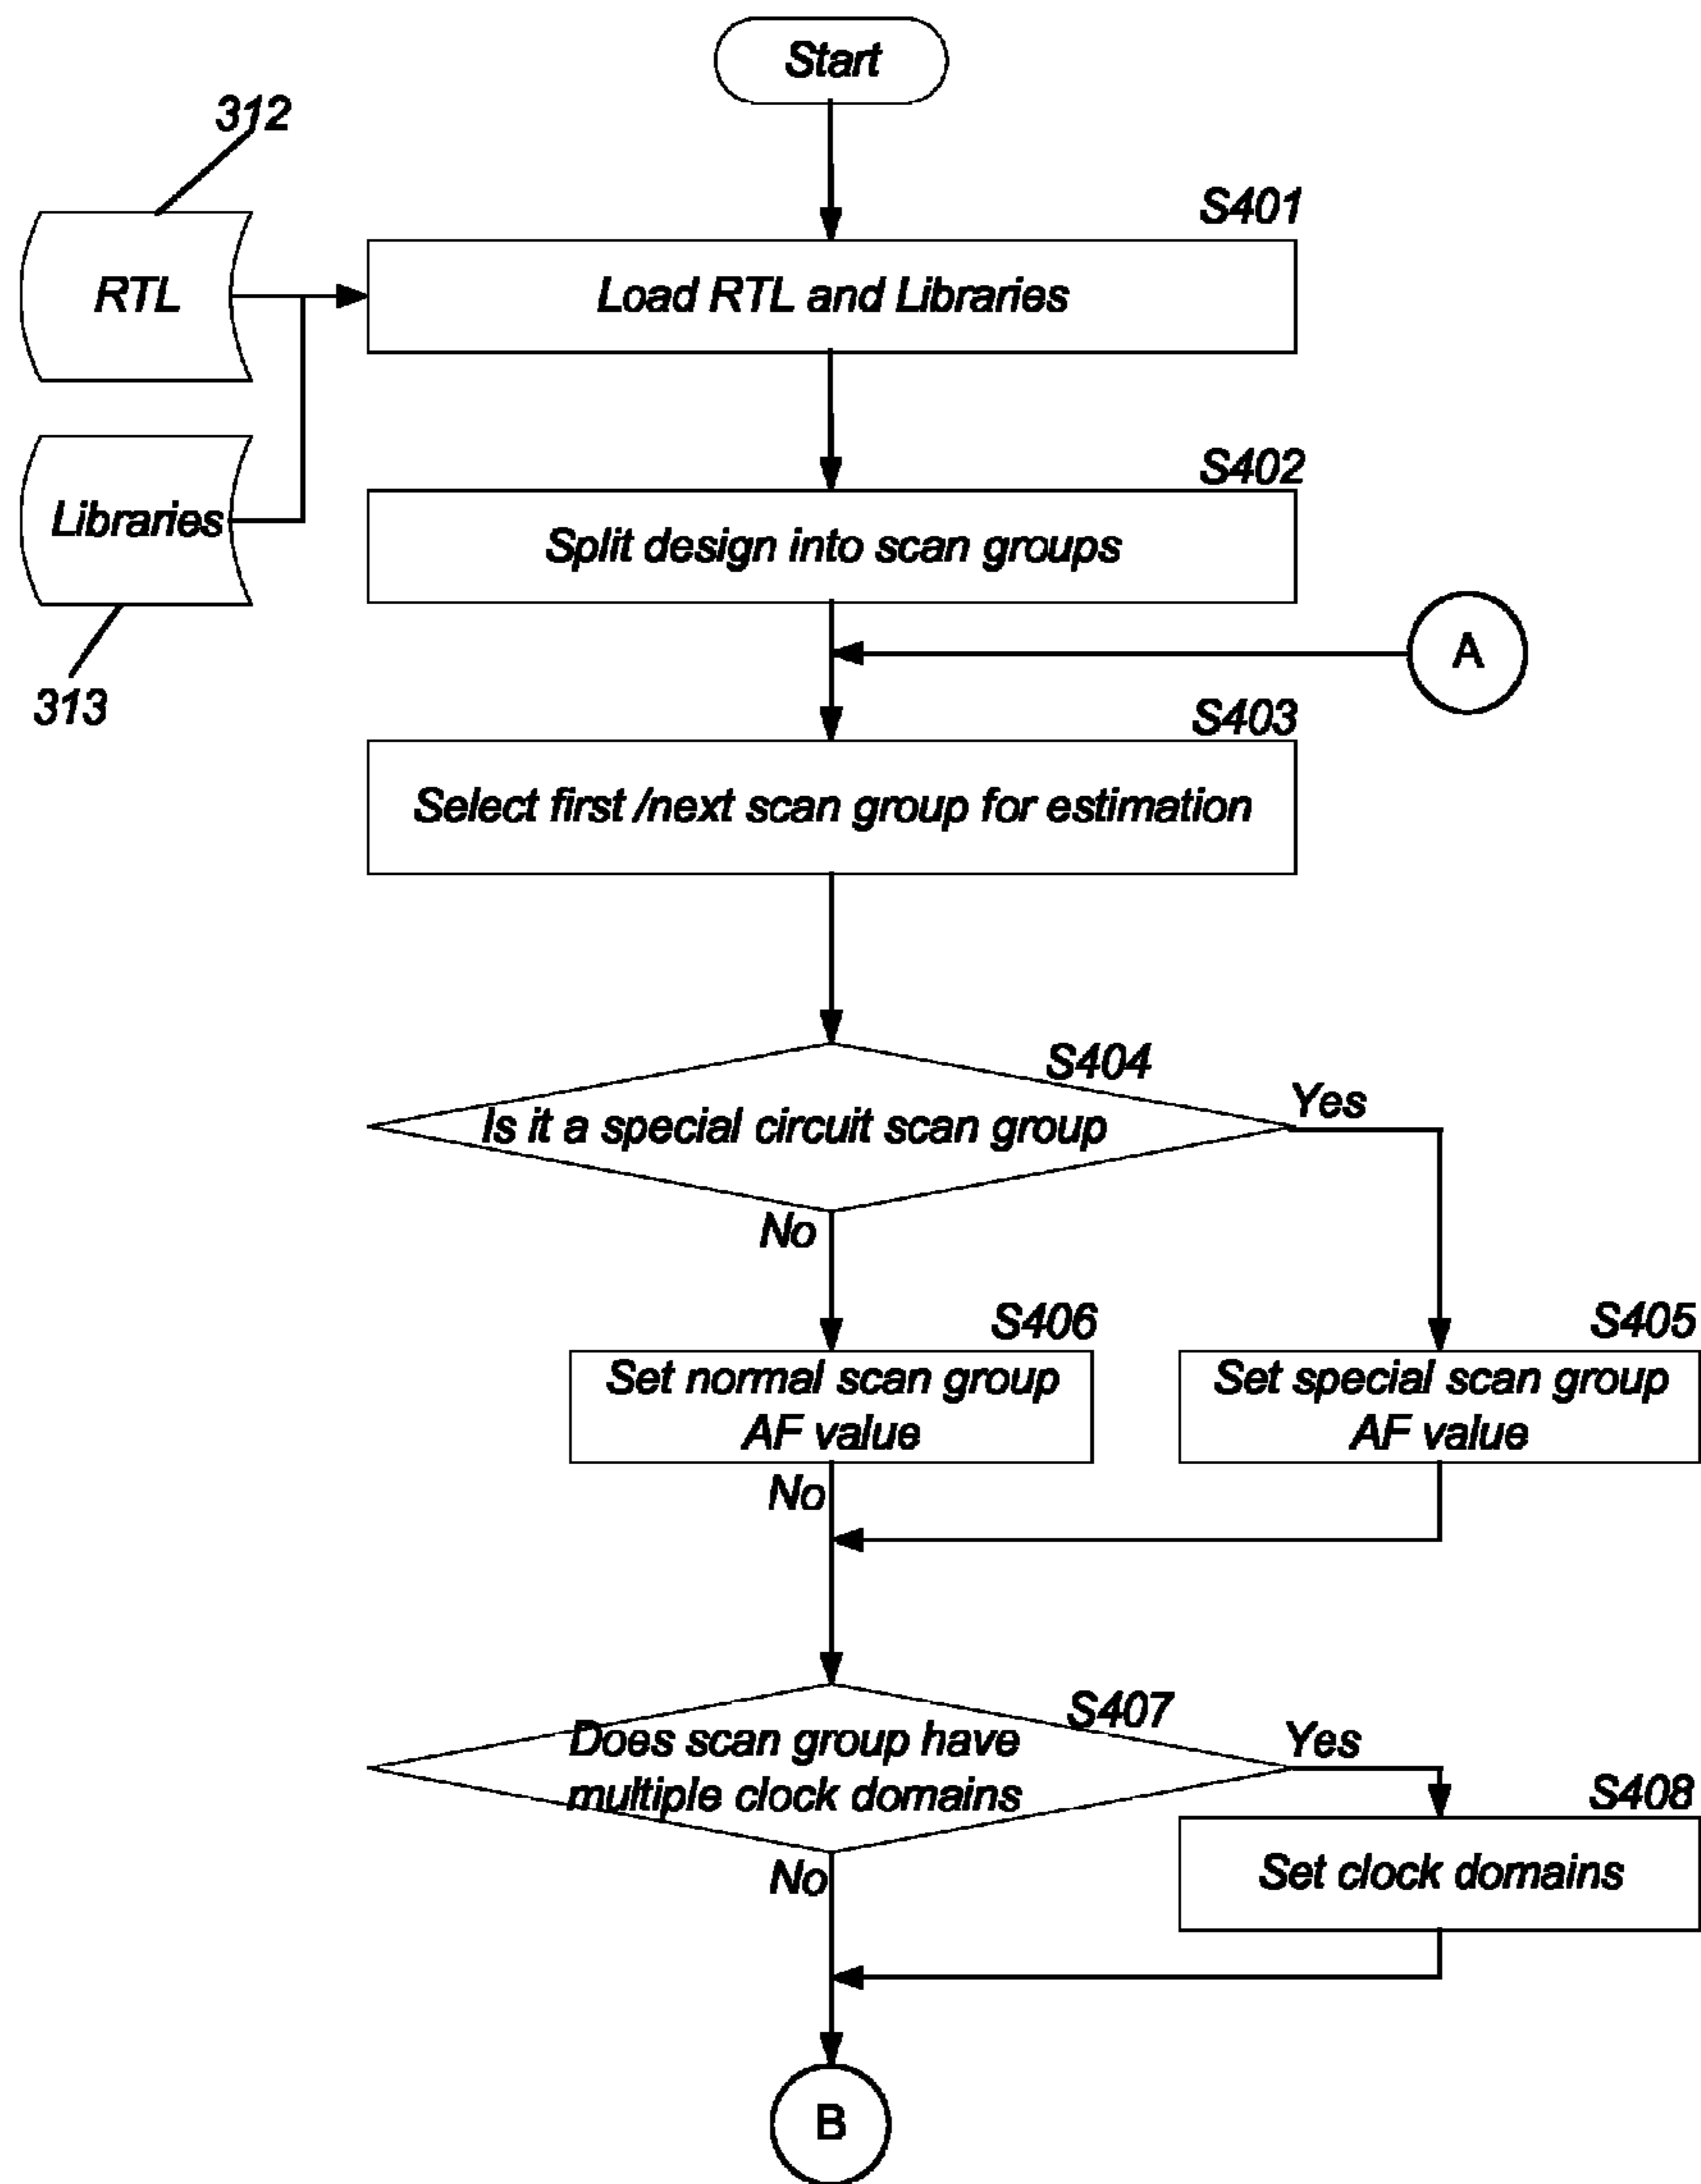 Start
312
S401
RTL
Load RTL and Libraries
S402
Libraries
Split design into scan groups
A
313
S403
Select first /next scan group for estimation
S404
Is it a special circuit scan group
Yes
No
S406
S405
Set normal scan group
AF value
Set special scan group
AF value
No
S407
Does scan group have
multiple clock domains
Yes
S408
No
Set clock domains
B